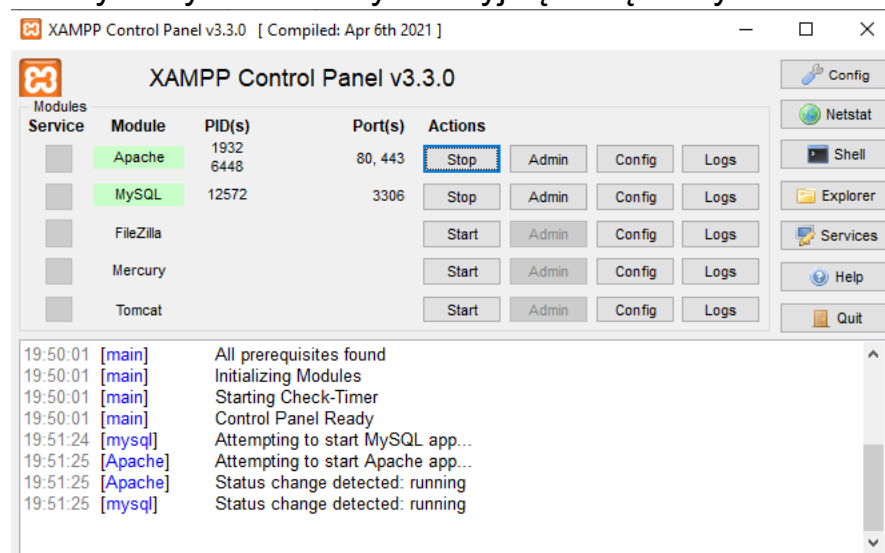 XAMPP Control Panel v3.3.0 [ Compiled: Apr 6th 2021 ]
XAMPP Control Panel v3.3.0
Config
Modules
Netstat
Service Module PID(s) Port(s) Actions
Apache 1932 6448 80, 443 Stop Admin Config Logs
Shell
MySQL 12572 3306 Stop Admin Config Logs
Explorer
FileZilla Start Admin Config Logs
Services
Mercury Start Admin Config Logs
Help
Tomcat Start Admin Config Logs
Quit
19:50:01 [main] All prerequisites found
19:50:01 [main] Initializing Modules
19:50:01 [main] Starting Check-Timer
19:50:01 [main] Control Panel Ready
19:51:24 [mysql] Attempting to start MySQL app...
19:51:25 [Apache] Attempting to start Apache app...
19:51:25 [Apache] Status change detected: running
19:51:25 [mysql] Status change detected: running